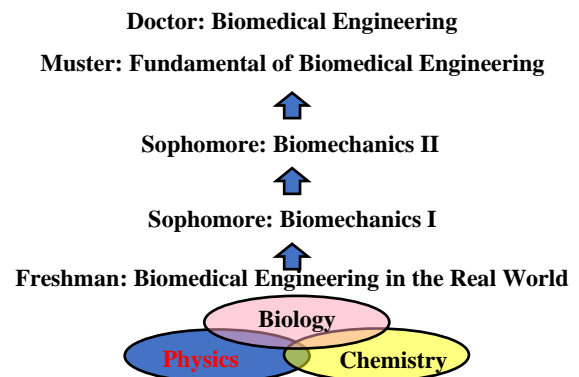 Doctor: Biomedical Engineering
Muster: Fundamental of Biomedical Engineering
Sophomore: Biomechanics II
Sophomore: Biomechanics I
Freshman: Biomedical Engineering in the Real World
Biology
Physics
Chemistry